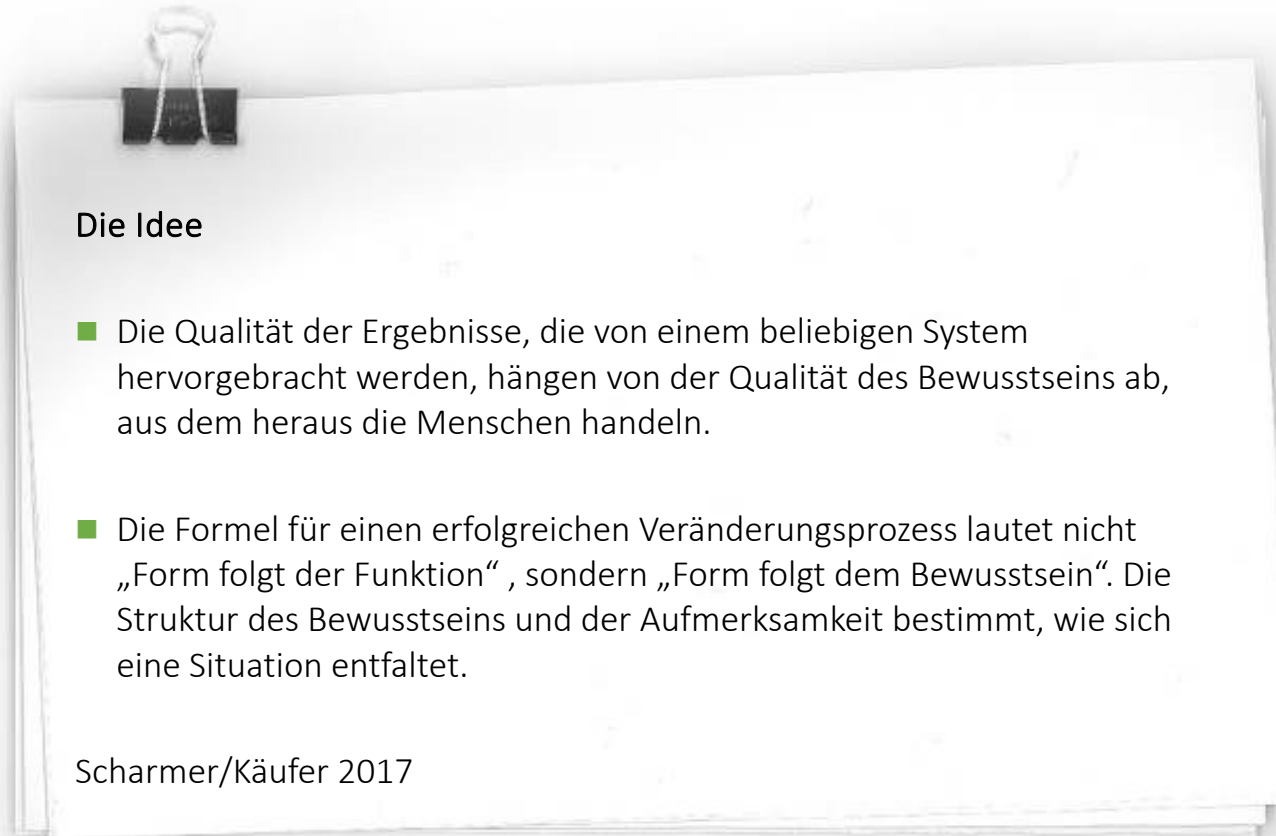 Die Idee
Die Qualität der Ergebnisse, die von einem beliebigen System
hervorgebracht werden, hängen von der Qualität des Bewusstseins ab,
aus dem heraus die Menschen handeln.
Die Formel für einen erfolgreichen Veränderungsprozess lautet nicht
„Form folgt der Funktion“ , sondern „Form folgt dem Bewusstsein“. Die
Struktur des Bewusstseins und der Aufmerksamkeit bestimmt, wie sich
eine Situation entfaltet.
Scharmer/Käufer 2017